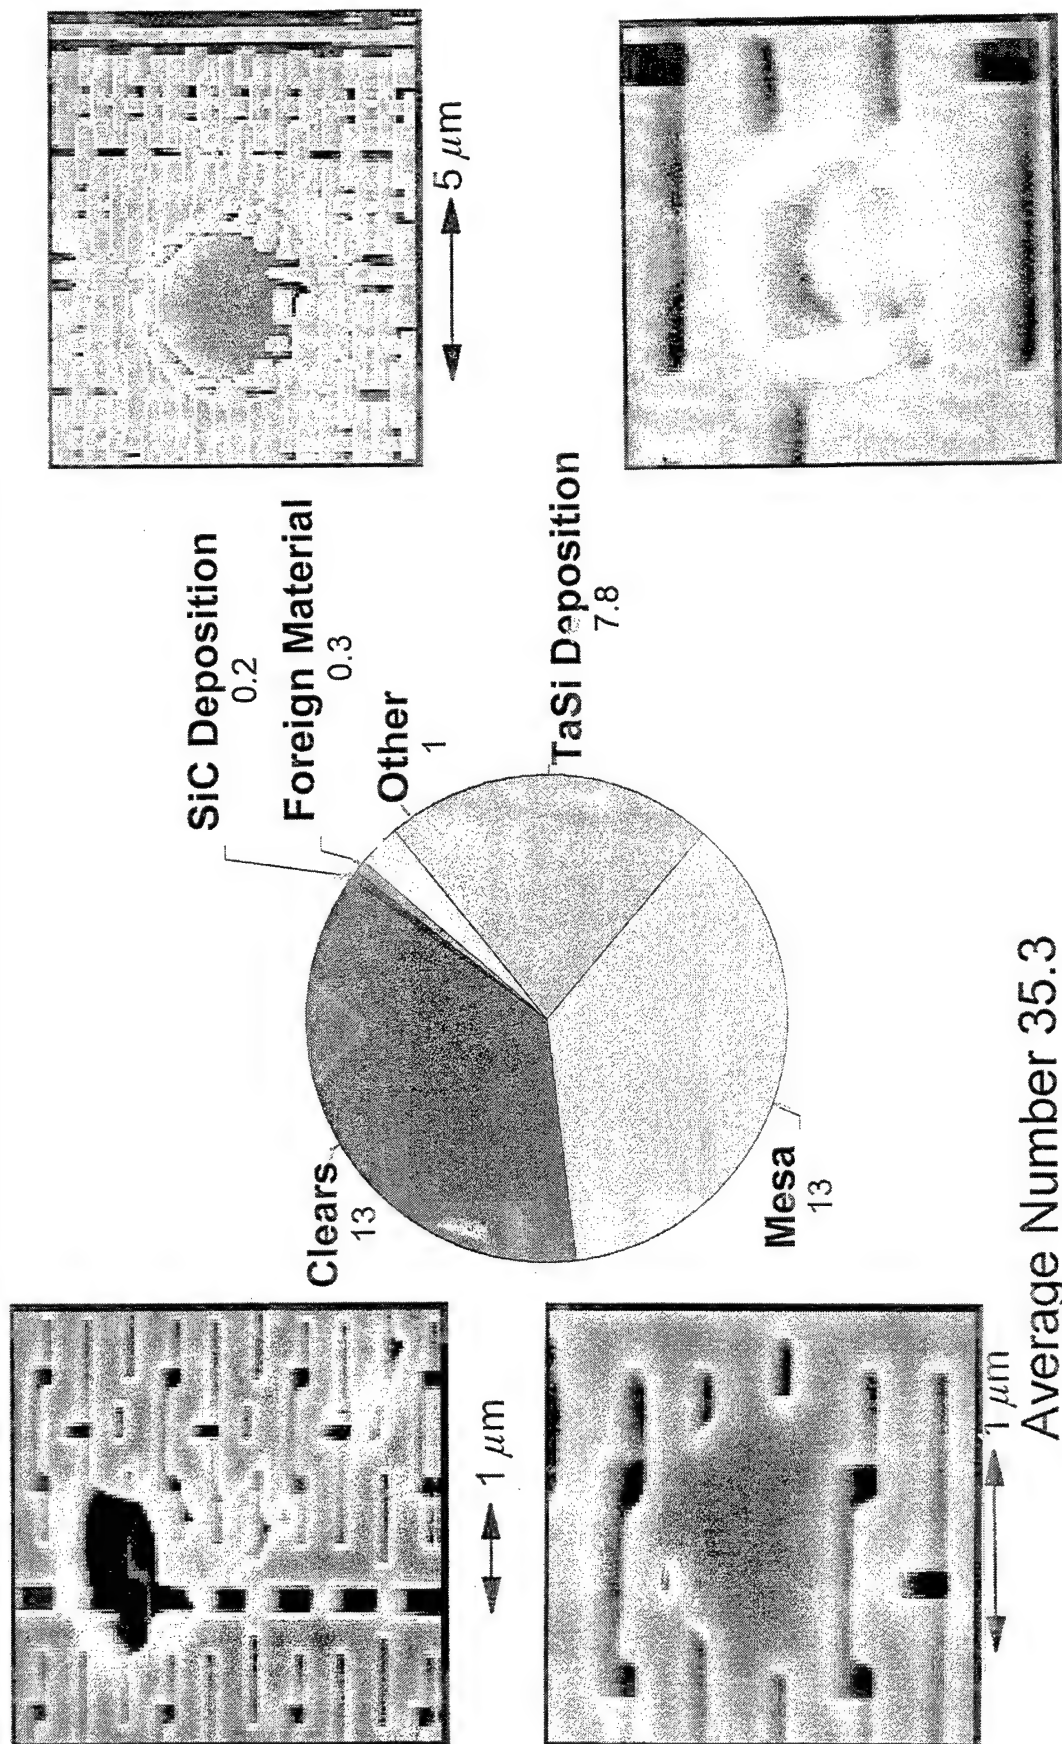 SiC Deposition
0.2
Foreign Material
0.3
Other
1
TaSi Deposition
7.8
Clears
13
Mesa
13
5 μm
1 μm
1 μm
Average Number 35.3